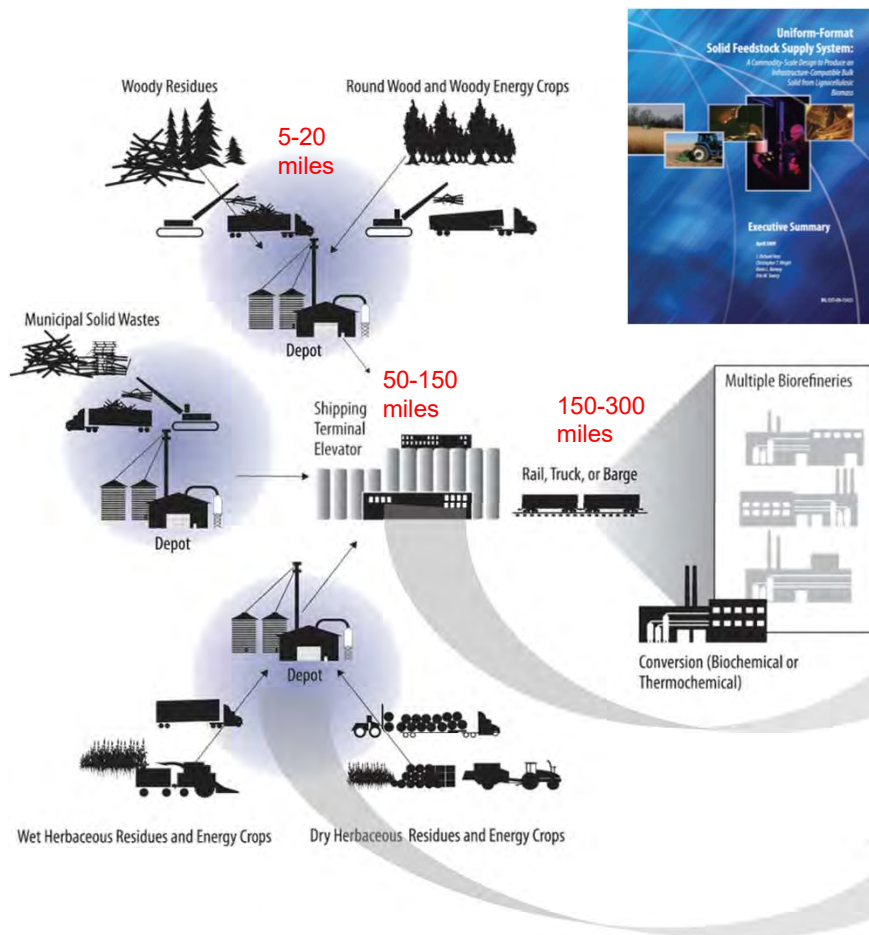 Uniform-Format
Solid Feedstock Supply System:
A Commodity-Scale Design to Produce an
Infrastructure-Compatible Bulk
Solid from Lignocellulosic
Biomass
Executive Summary
April 2009
Woody Residues
Round Wood and Woody Energy Crops
5-20
miles
Depot
Municipal Solid Wastes
Depot
50-150
miles
Shipping
Terminal
Elevator
150-300
miles
Rail, Truck, or Barge
Multiple Biorefineries
Conversion (Biochemical or
Thermochemical)
Depot
Wet Herbaceous Residues and Energy Crops
Dry Herbaceous Residues and Energy Crops